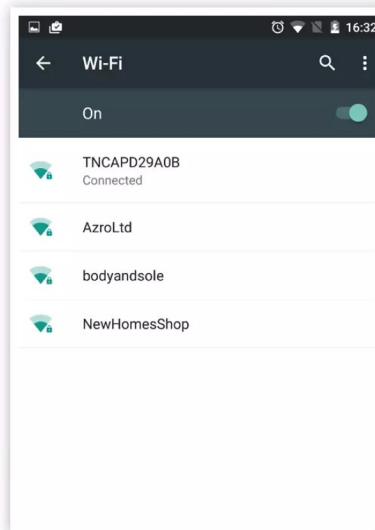 16:32
Wi-Fi
On
TNCAPD29A0B
Connected
AzroLtd
bodyandsole
NewHomesShop